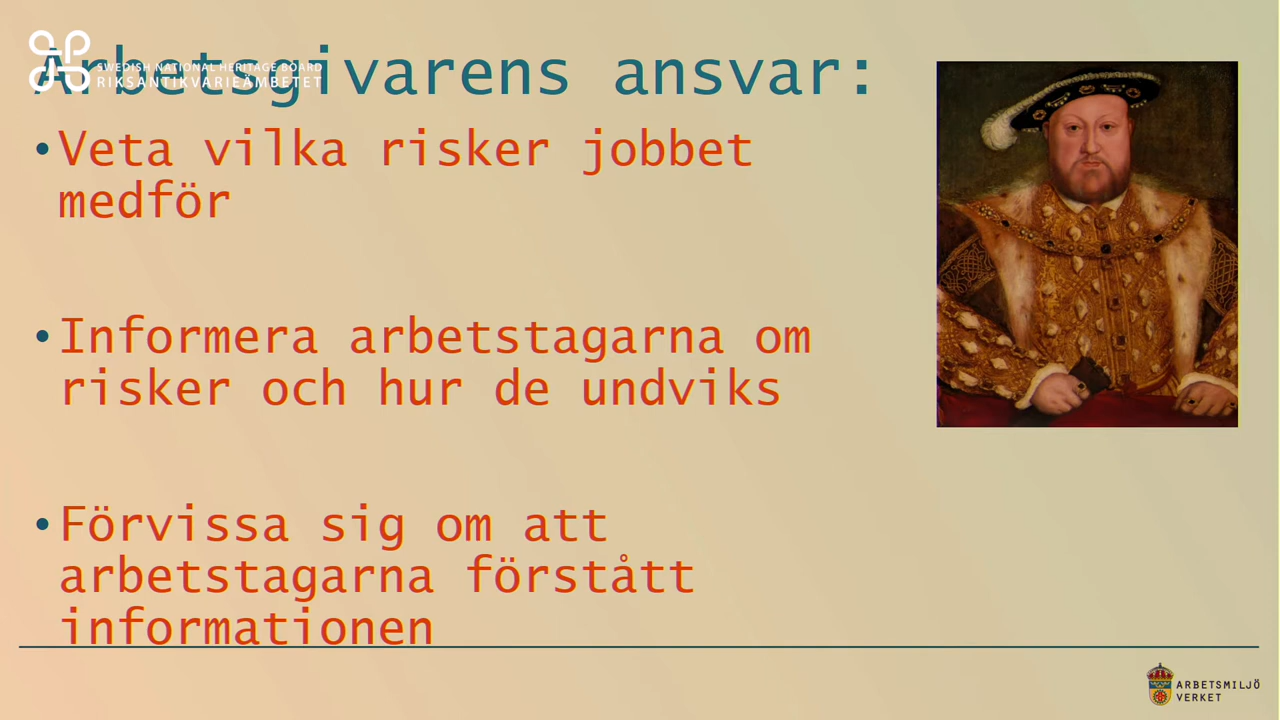 SWEDISH NATIONAL HERITAGE BOARD
RIKSANTIKVARIEÄMBETET
Arbetsgivarens ansvar:
•Veta vilka risker jobbet
medför
•Informera arbetstagarna om
risker och hur de undviks
•Förvissa sig om att
arbetstagarna förstått
informationen
ARBETSMILJÖ
VERKET